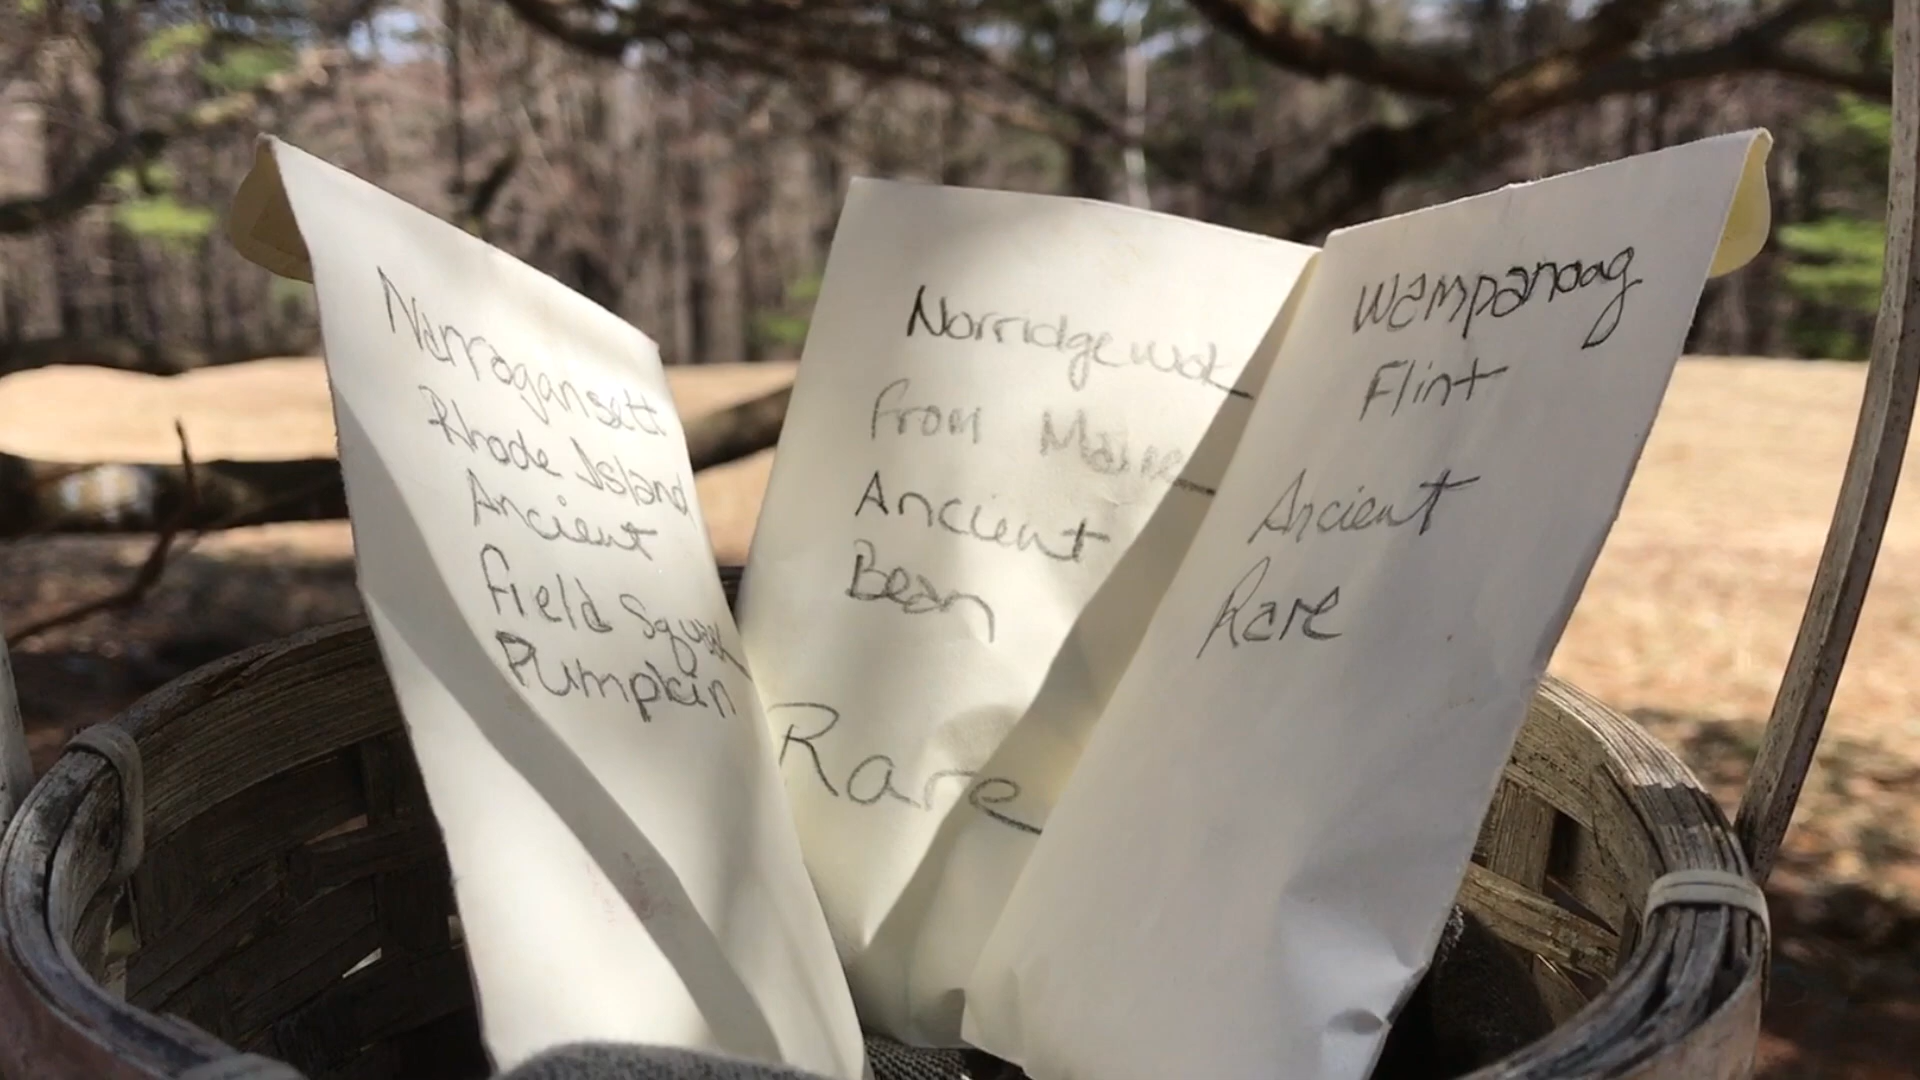 Narragansett
Rhode Island
Ancient
Field Squash
Pumpkin
Norridgewok
From Maine
Ancient
Bean
Rare
Wampanoag
Flint
Ancient
Rare